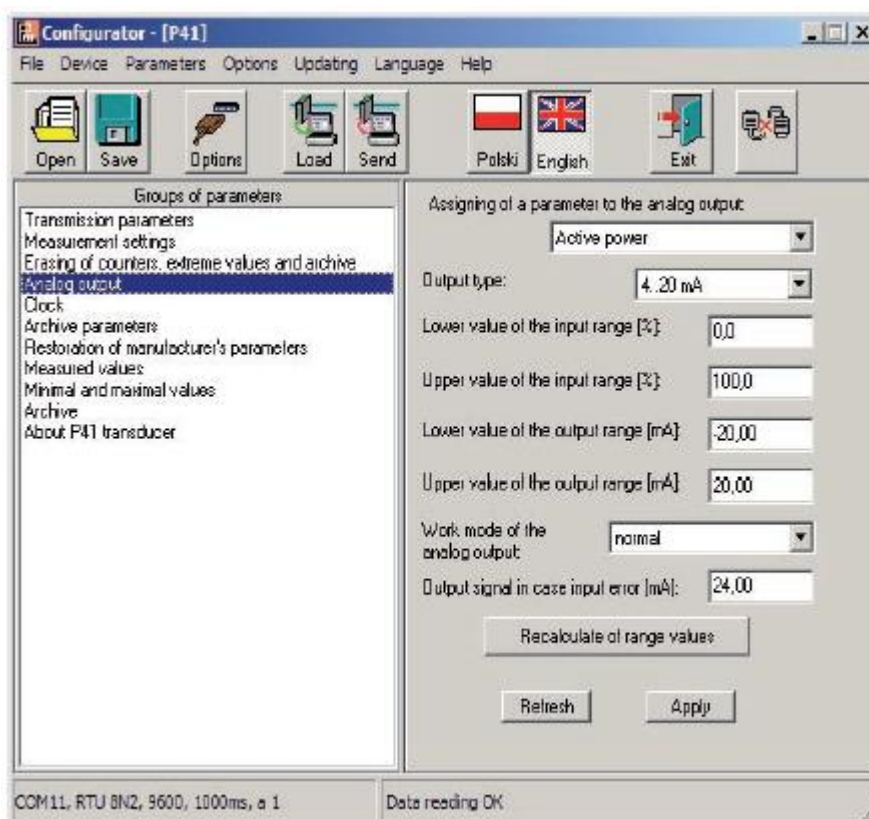 Configurator - [P41]
File Device Parameters Options Updating Language Help
Open Save Options Load Send Polski English Exit
Groups of parameters
Transmission parameters
Measurement settings
Erasing of counters, extreme values and archive
Analog output
Clock
Archive parameters
Restoration of manufacturer's parameters
Measured values
Minimal and maximal values
Archive
About P41 transducer
Assigning of a parameter to the analog output:
Active power
Output type: 4..20 mA
Lower value of the input range [%]: 0,0
Upper value of the input range [%]: 100,0
Lower value of the output range [mA]: -20,00
Upper value of the output range [mA]: 20,00
Work mode of the
analog output: normal
Output signal in case input error [mA]: 24,00
Recalculate of range values
Refresh Apply
COM11, RTU 8N2, 9600, 1000ms, a 1 Data reading OK